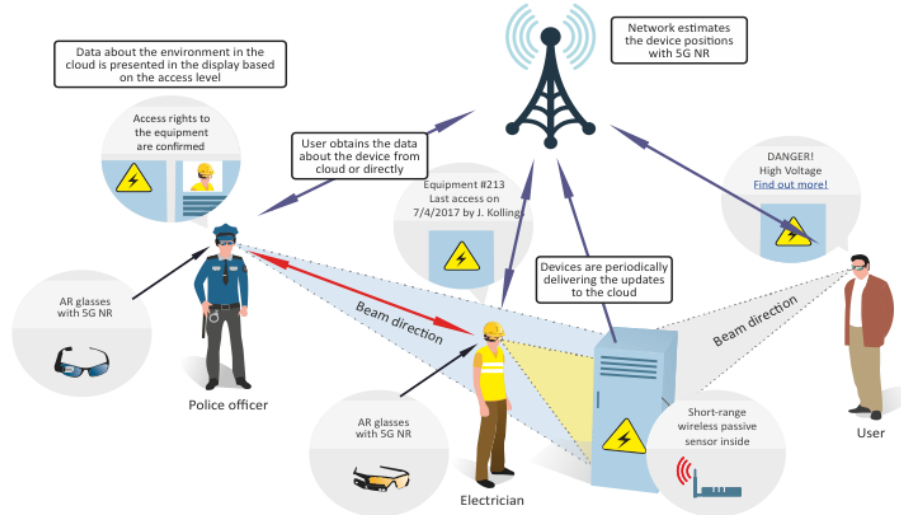 Data about the environment in the
cloud is presented in the display based
on the access level
Network estimates
the device positions
with 5G NR
Access rights to
the equipment
are confirmed
User obtains the data
about the device from
cloud or directly
DANGER!
High Voltage
Find out more!
Equipment #213
Last access on
7/4/2017 by J. Kollings
Devices are periodically
delivering the updates
to the cloud
AR glasses
with 5G NR
Beam direction
Beam direction
Police officer
AR glasses
with 5G NR
Short-range
wireless passive
sensor inside
User
Electrician